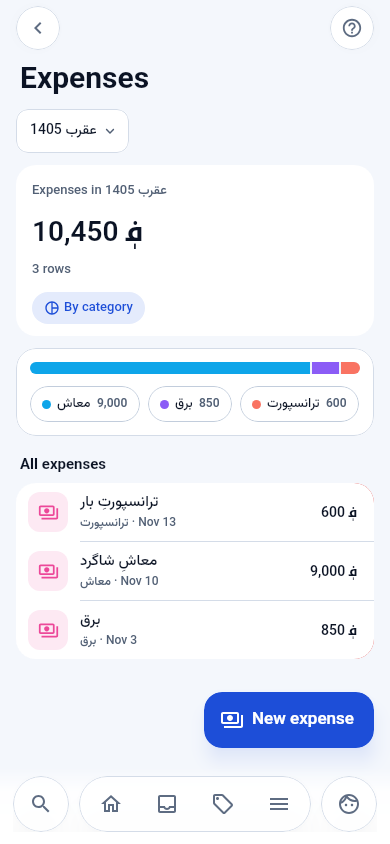 Expenses
عقرب 1405
Expenses in 1405 عقرب
10,450 ؋
3 rows
By category
معاش 9,000
برق 850
ترانسپورت 600
All expenses
ترانسپورتِ بار
ترانسپورت · Nov 13
600 ؋
معاشِ شاگرد
معاش · Nov 10
9,000 ؋
برق
برق · Nov 3
850 ؋
New expense